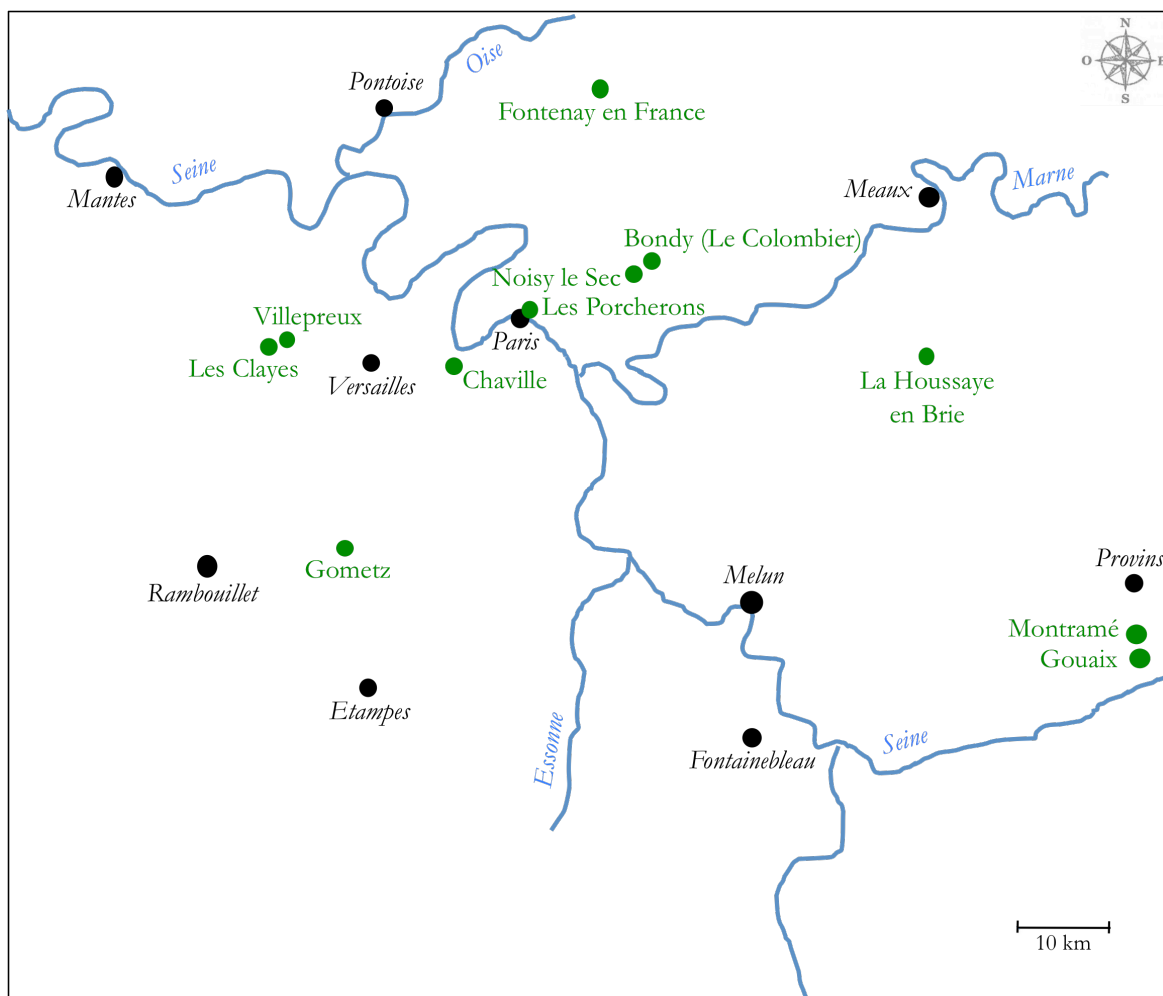 N
O
E
S
Oise
Pontoise
Fontenay en France
Seine
Mantes
Meaux
Marne
Bondy (Le Colombier)
Noisy le Sec
Les Porcherons
Villepreux
Paris
Les Clayes
Versailles
Chaville
La Houssaye
en Brie
Gometz
Rambouillet
Melun
Provins
Montramé
Gouaix
Etampes
Essonne
Fontainebleau
Seine
10 km